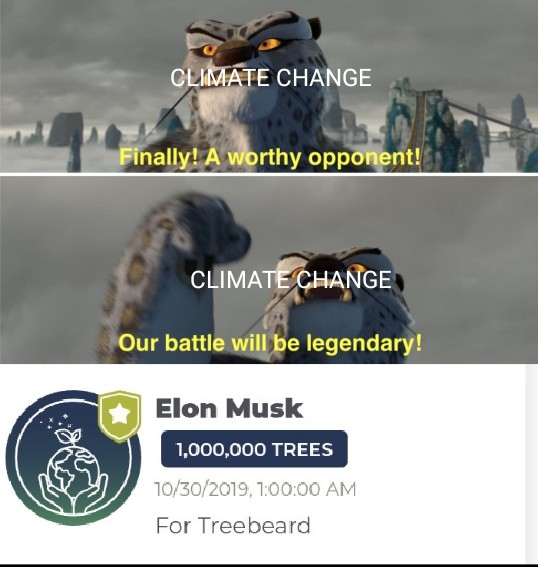 CLIMATE CHANGE
Finally! A worthy opponent!
CLIMATE CHANGE
Our battle will be legendary!
Elon Musk
1,000,000 TREES
10/30/2019, 1:00:00 AM
For Treebeard